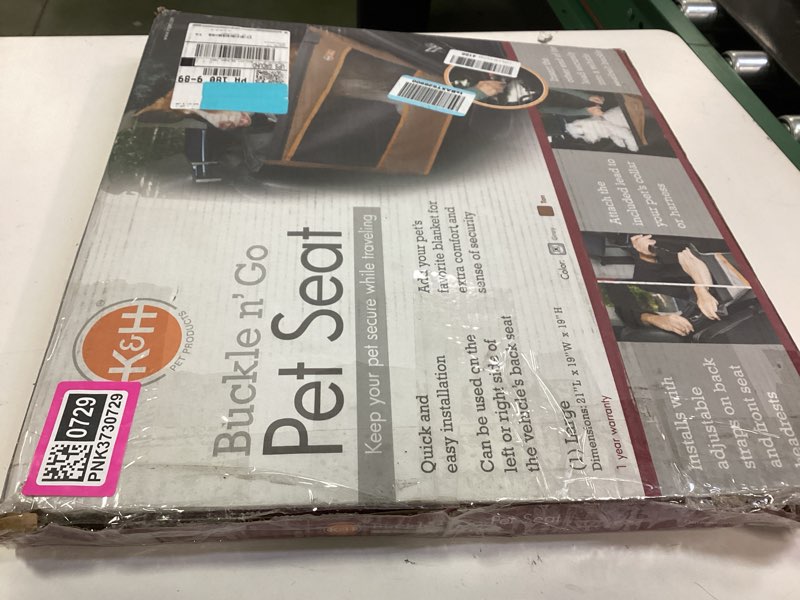 K&H
®
PET PRODUCTS
Buckle n' Go
Pet Seat
Keep your pet secure while traveling
Quick and
easy installation
Can be used on the
left or right side of
the vehicle's back seat
Add your pet's
favorite blanket for
extra comfort and
sense of security
(1) Large
Dimensions: 21"L x 19"W x 19"H
Color:
Gray
Tan
1 year warranty
Installs with
adjustable
straps on back
and/front seat
headrests
Attach the
included lead to
your pet's collar
or harness
0729
PNK3730729
PH 180 9-89